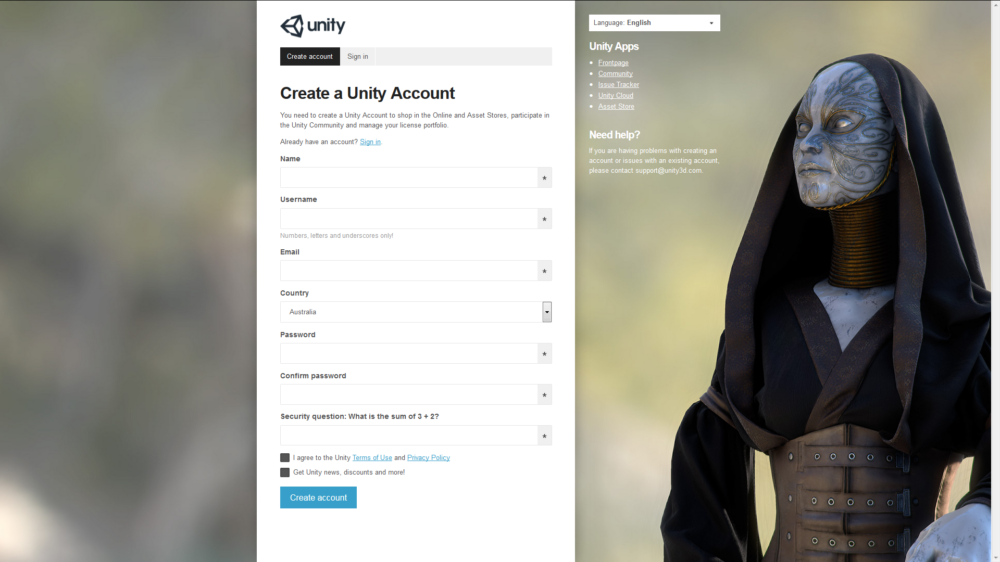 unity
Create account
Sign in
Create a Unity Account
You need to create a Unity Account to shop in the Online and Asset Stores, participate in
the Unity Community and manage your license portfolio.
Already have an account? Sign in.
Name
*
Username
*
Numbers, letters and underscores only!
Email
*
Country
Australia
Password
*
Confirm password
*
Security question: What is the sum of 3 + 2?
*
I agree to the Unity Terms of Use and Privacy Policy
Get Unity news, discounts and more!
Create account
Language: English
Unity Apps
Frontpage
Community
Issue Tracker
Unity Cloud
Asset Store
Need help?
If you are having problems with creating an
account or issues with an existing account,
please contact support@unity3d.com.